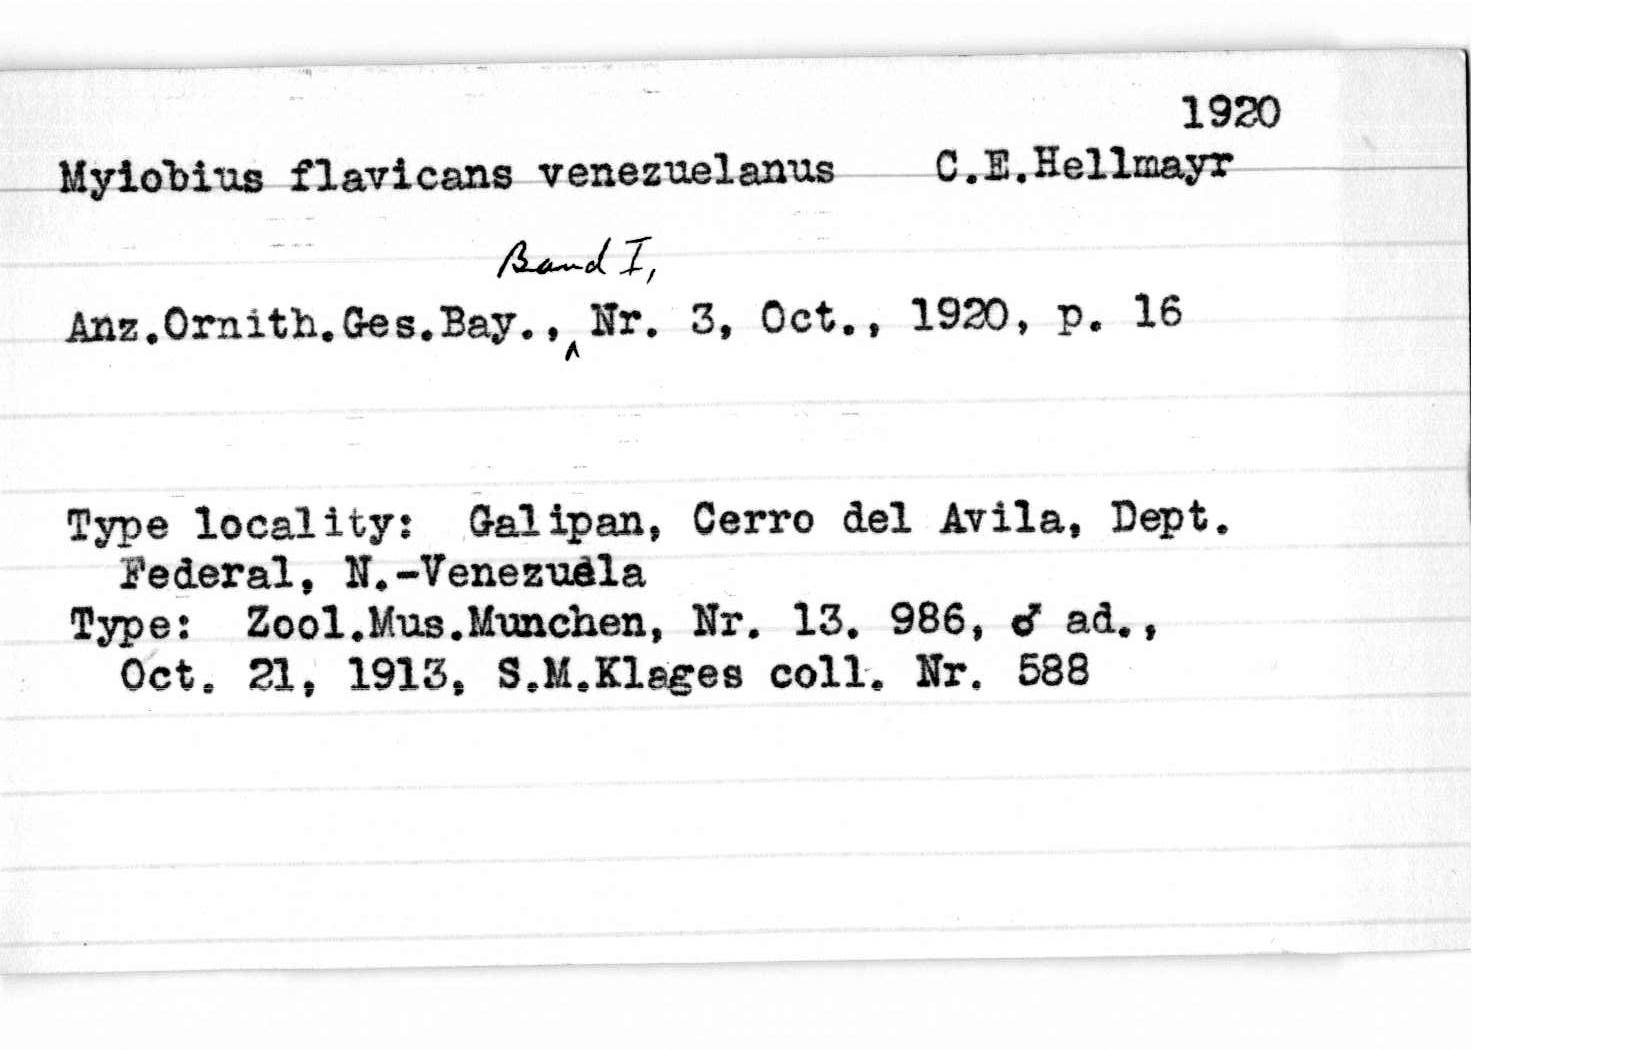 1920
Myiobius flavicans venezuelanus C.E.Hellmayr
Band I,
Anz.Ornith.Ges.Bay.,^ Nr. 3, Oct., 1920, p. 16
Type locality: Galipan, Cerro del Avila, Dept.
Federal, N.-Venezuela
Type: Zool.Mus.Munchen, Nr. 13. 986, ♂ ad.,
Oct. 21, 1913, S.M.Klages coll. Nr. 588